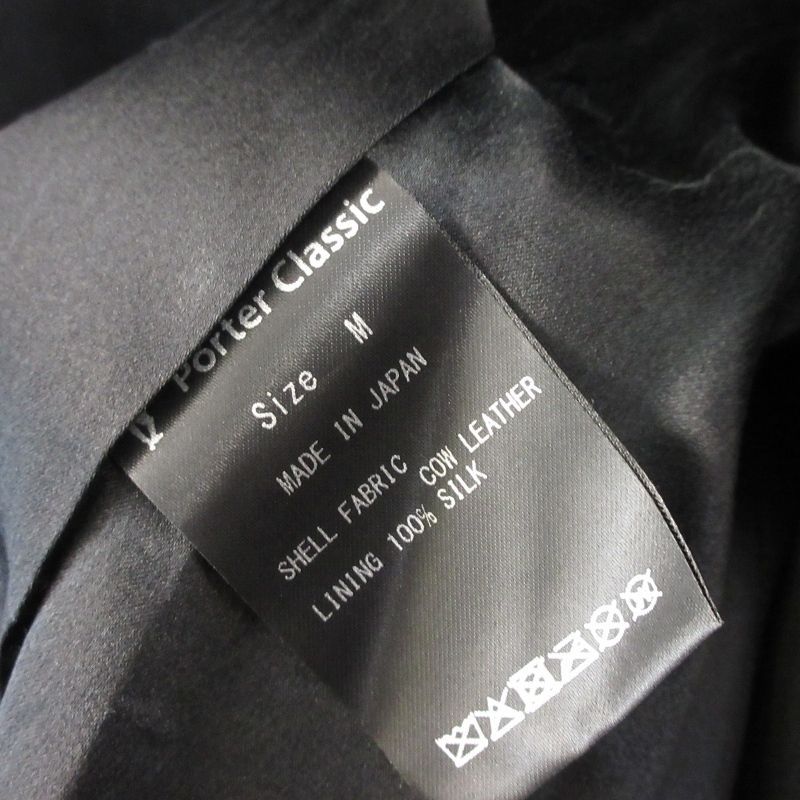 Porter Classic
Size M
MADE IN JAPAN
SHELL FABRIC COW LEATHER
LINING 100% SILK